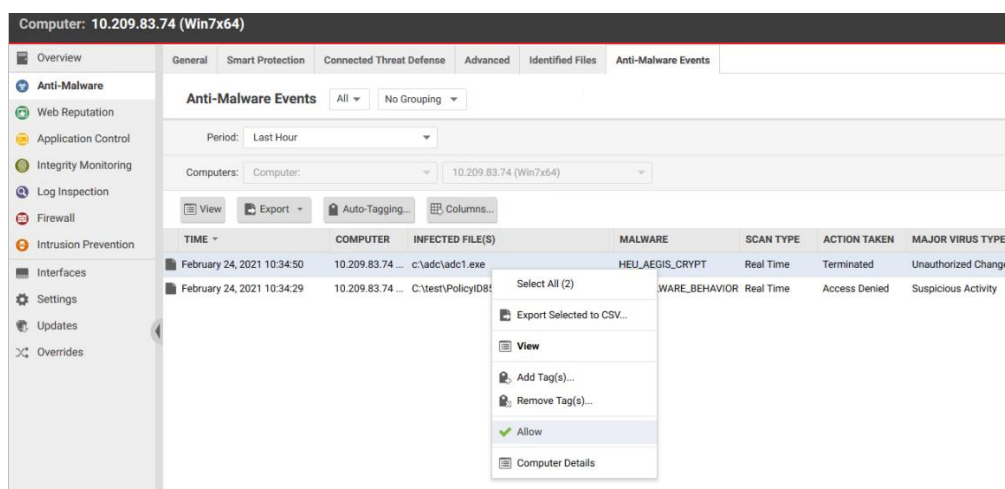 Computer: 10.209.83.74 (Win7x64)
Overview
Anti-Malware
Web Reputation
Application Control
Integrity Monitoring
Log Inspection
Firewall
Intrusion Prevention
Interfaces
Settings
Updates
Overrides
General Smart Protection Connected Threat Defense Advanced Identified Files Anti-Malware Events
Anti-Malware Events All No Grouping
Period: Last Hour
Computers: Computer: 10.209.83.74 (Win7x64)
View Export Auto-Tagging... Columns...
TIME COMPUTER INFECTED FILE(S) MALWARE SCAN TYPE ACTION TAKEN MAJOR VIRUS TYPE
February 24, 2021 10:34:50 10.209.83.74 ... c:\adc\adc1.exe HEU_AEGIS_CRYPT Real Time Terminated Unauthorized Change
February 24, 2021 10:34:29 10.209.83.74 ... C:\test\PolicyID85 WARE_BEHAVIOR Real Time Access Denied Suspicious Activity
Select All (2)
Export Selected to CSV...
View
Add Tag(s)...
Remove Tag(s)...
Allow
Computer Details